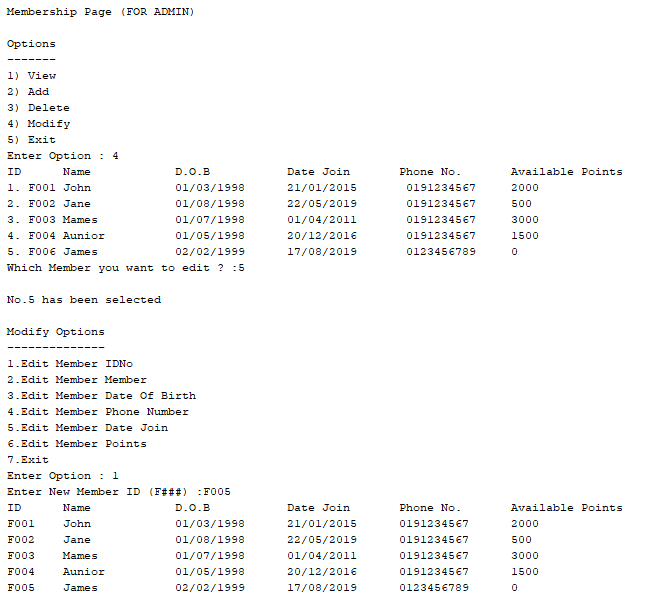 Membership Page (FOR ADMIN)
Options
-------
1) View
2) Add
3) Delete
4) Modify
5) Exit
Enter Option : 4
ID Name D.O.B Date Join Phone No. Available Points
1. F001 John 01/03/1998 21/01/2015 0191234567 2000
2. F002 Jane 01/08/1998 22/05/2019 0191234567 500
3. F003 Mames 01/07/1998 01/04/2011 0191234567 3000
4. F004 Aunior 01/05/1998 20/12/2016 0191234567 1500
5. F006 James 02/02/1999 17/08/2019 0123456789 0
Which Member you want to edit ? :5
No.5 has been selected
Modify Options
--------------
1.Edit Member IDNo
2.Edit Member Member
3.Edit Member Date Of Birth
4.Edit Member Phone Number
5.Edit Member Date Join
6.Edit Member Points
7.Exit
Enter Option : 1
Enter New Member ID (F###) :F005
ID Name D.O.B Date Join Phone No. Available Points
F001 John 01/03/1998 21/01/2015 0191234567 2000
F002 Jane 01/08/1998 22/05/2019 0191234567 500
F003 Mames 01/07/1998 01/04/2011 0191234567 3000
F004 Aunior 01/05/1998 20/12/2016 0191234567 1500
F005 James 02/02/1999 17/08/2019 0123456789 0